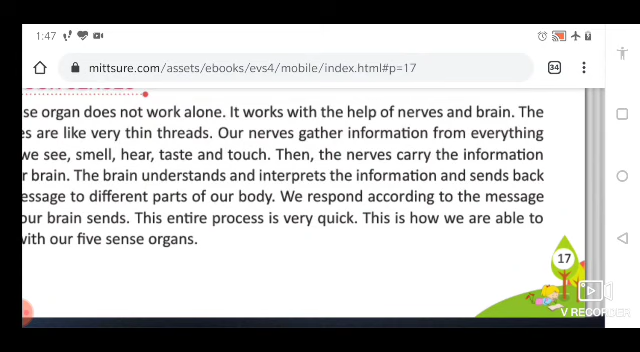 1:47
34
mittsure.com/assets/ebooks/evs4/mobile/index.html#p=17
se organ does not work alone. It works with the help of nerves and brain. The
es are like very thin threads. Our nerves gather information from everything
we see, smell, hear, taste and touch. Then, the nerves carry the information
r brain. The brain understands and interprets the information and sends back
essage to different parts of our body. We respond according to the message
our brain sends. This entire process is very quick. This is how we are able to
with our five sense organs.
17
V RECORDER